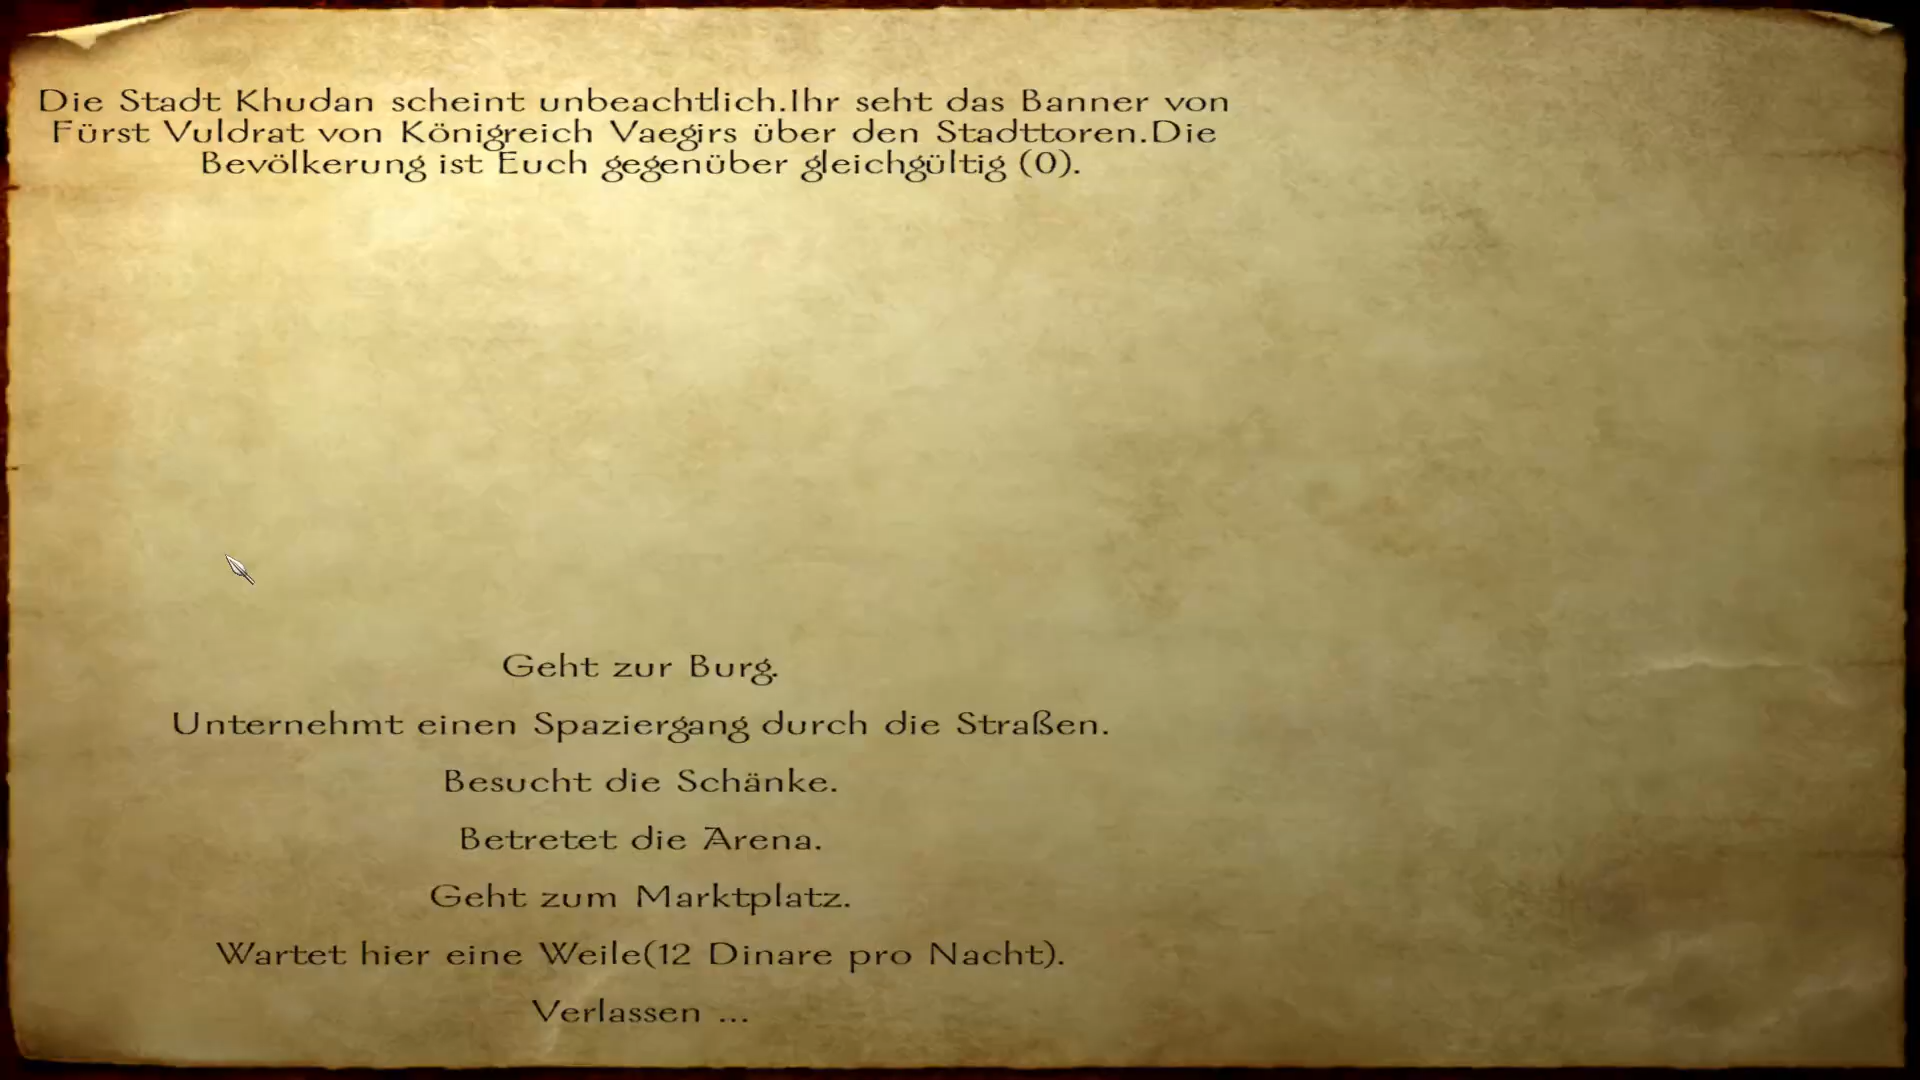 Die Stadt Khudan scheint unbeachtlich.Ihr seht das Banner von
Fürst Vuldrat von Königreich Vaegirs über den Stadttoren.Die
Bevölkerung ist Euch gegenüber gleichgültig (0).
Geht zur Burg.
Unternehmt einen Spaziergang durch die Straßen.
Besucht die Schänke.
Betretet die Arena.
Geht zum Marktplatz.
Wartet hier eine Weile(12 Dinare pro Nacht).
Verlassen ...